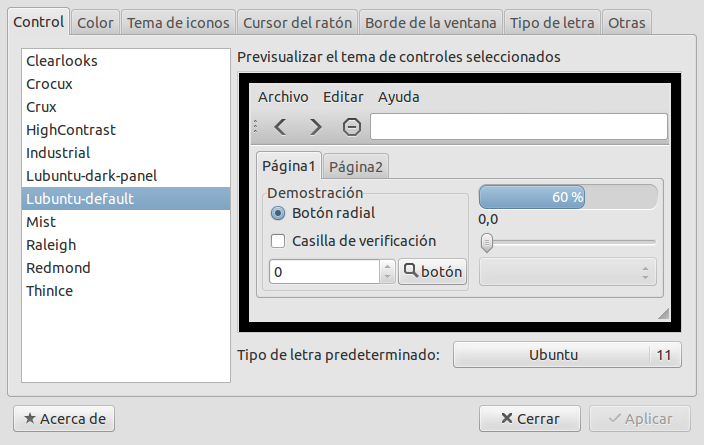 Control Color Tema de iconos Cursor del ratón Borde de la ventana Tipo de letra Otras
Clearlooks
Crocux
Crux
HighContrast
Industrial
Lubuntu-dark-panel
Lubuntu-default
Mist
Raleigh
Redmond
ThinIce
Previsualizar el tema de controles seleccionados
Archivo Editar Ayuda
Página1 Página2
Demostración
Botón radial
Casilla de verificación
0 botón
60 %
0,0
Tipo de letra predeterminado: Ubuntu 11
Acerca de Cerrar Aplicar